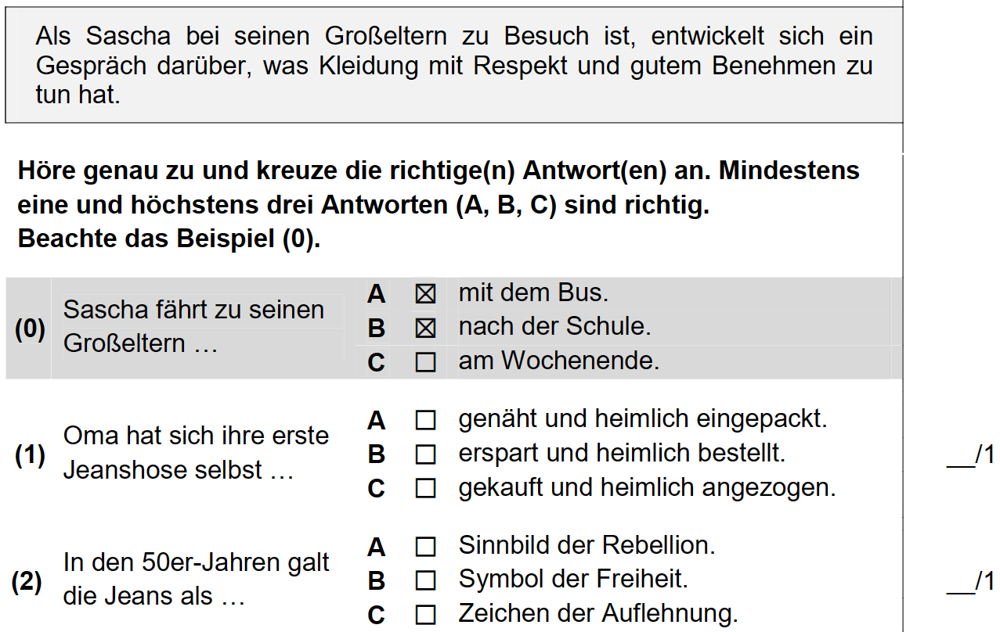 Als Sascha bei seinen Großeltern zu Besuch ist, entwickelt sich ein
Gespräch darüber, was Kleidung mit Respekt und gutem Benehmen zu
tun hat.
Höre genau zu und kreuze die richtige(n) Antwort(en) an. Mindestens
eine und höchstens drei Antworten (A, B, C) sind richtig.
Beachte das Beispiel (0).
(0) Sascha fährt zu seinen Großeltern …
A ☒ mit dem Bus.
B ☒ nach der Schule.
C ☐ am Wochenende.
(1) Oma hat sich ihre erste Jeanshose selbst …
A ☐ genäht und heimlich eingepackt.
B ☐ erspart und heimlich bestellt.
C ☐ gekauft und heimlich angezogen.
__/1
(2) In den 50er-Jahren galt die Jeans als …
A ☐ Sinnbild der Rebellion.
B ☐ Symbol der Freiheit.
C ☐ Zeichen der Auflehnung.
__/1